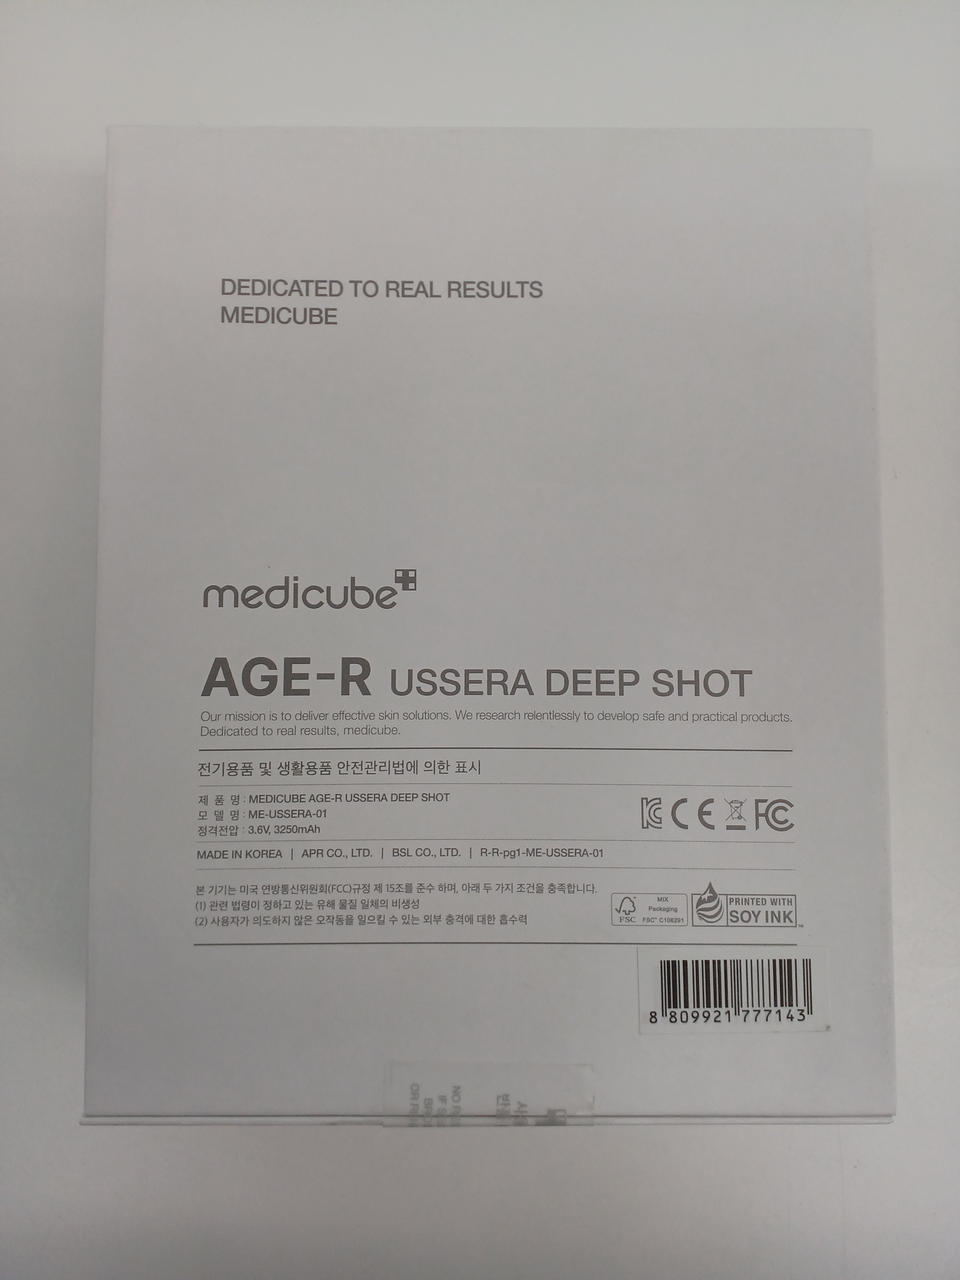 DEDICATED TO REAL RESULTS
MEDICUBE
medicube
AGE-R USSERA DEEP SHOT
Our mission is to deliver effective skin solutions. We research relentlessly to develop safe and practical products.
Dedicated to real results, medicube.
전기용품 및 생활용품 안전관리법에 의한 표시
제 품 명 : MEDICUBE AGE-R USSERA DEEP SHOT
모 델 명 : ME-USSERA-01
정격전압 : 3.6V, 3250mAh
KC CE FC
MADE IN KOREA | APR CO., LTD. | BSL CO., LTD. | R-R-pg1-ME-USSERA-01
본 기기는 미국 연방통신위원회(FCC)규정 제 15조를 준수 하며, 아래 두 가지 조건을 충족합니다.
(1) 관련 법령이 정하고 있는 유해 물질 일체의 비생성
(2) 사용자가 의도하지 않은 오작동을 일으킬 수 있는 외부 충격에 대한 흡수력
FSC
MIX
Packaging
FSC™ C108291
PRINTED WITH
SOY INK™
8 809921 777143